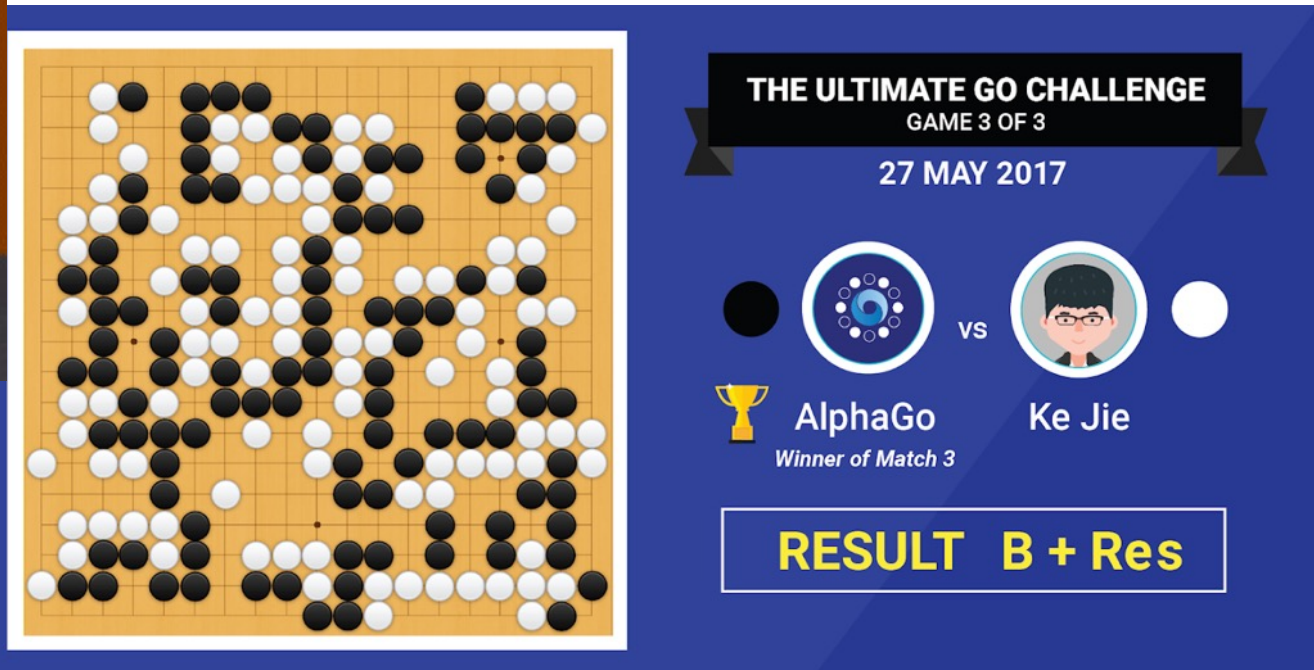 THE ULTIMATE GO CHALLENGE
GAME 3 OF 3
27 MAY 2017
vs
AlphaGo
Ke Jie
Winner of Match 3
RESULT B + Res